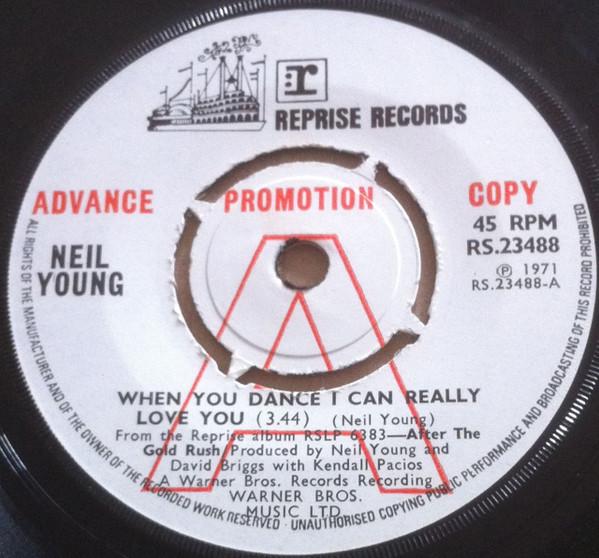 r
REPRISE RECORDS
ADVANCE PROMOTION COPY
45 RPM
RS.23488
NEIL
YOUNG
Ⓟ 1971
RS.23488-A
WHEN YOU DANCE I CAN REALLY
LOVE YOU (3.44) (Neil Young)
From the Reprise album RSLP 6383—After The
Gold Rush Produced by Neil Young and
David Briggs with Kendall Pacios
A Warner Bros. Records Recording
WARNER BROS.
MUSIC LTD.
A
ALL RIGHTS OF THE MANUFACTURER AND OF THE OWNER OF THE RECORDED WORK RESERVED · UNAUTHORISED COPYING PUBLIC PERFORMANCE AND BROADCASTING OF THIS RECORD PROHIBITED